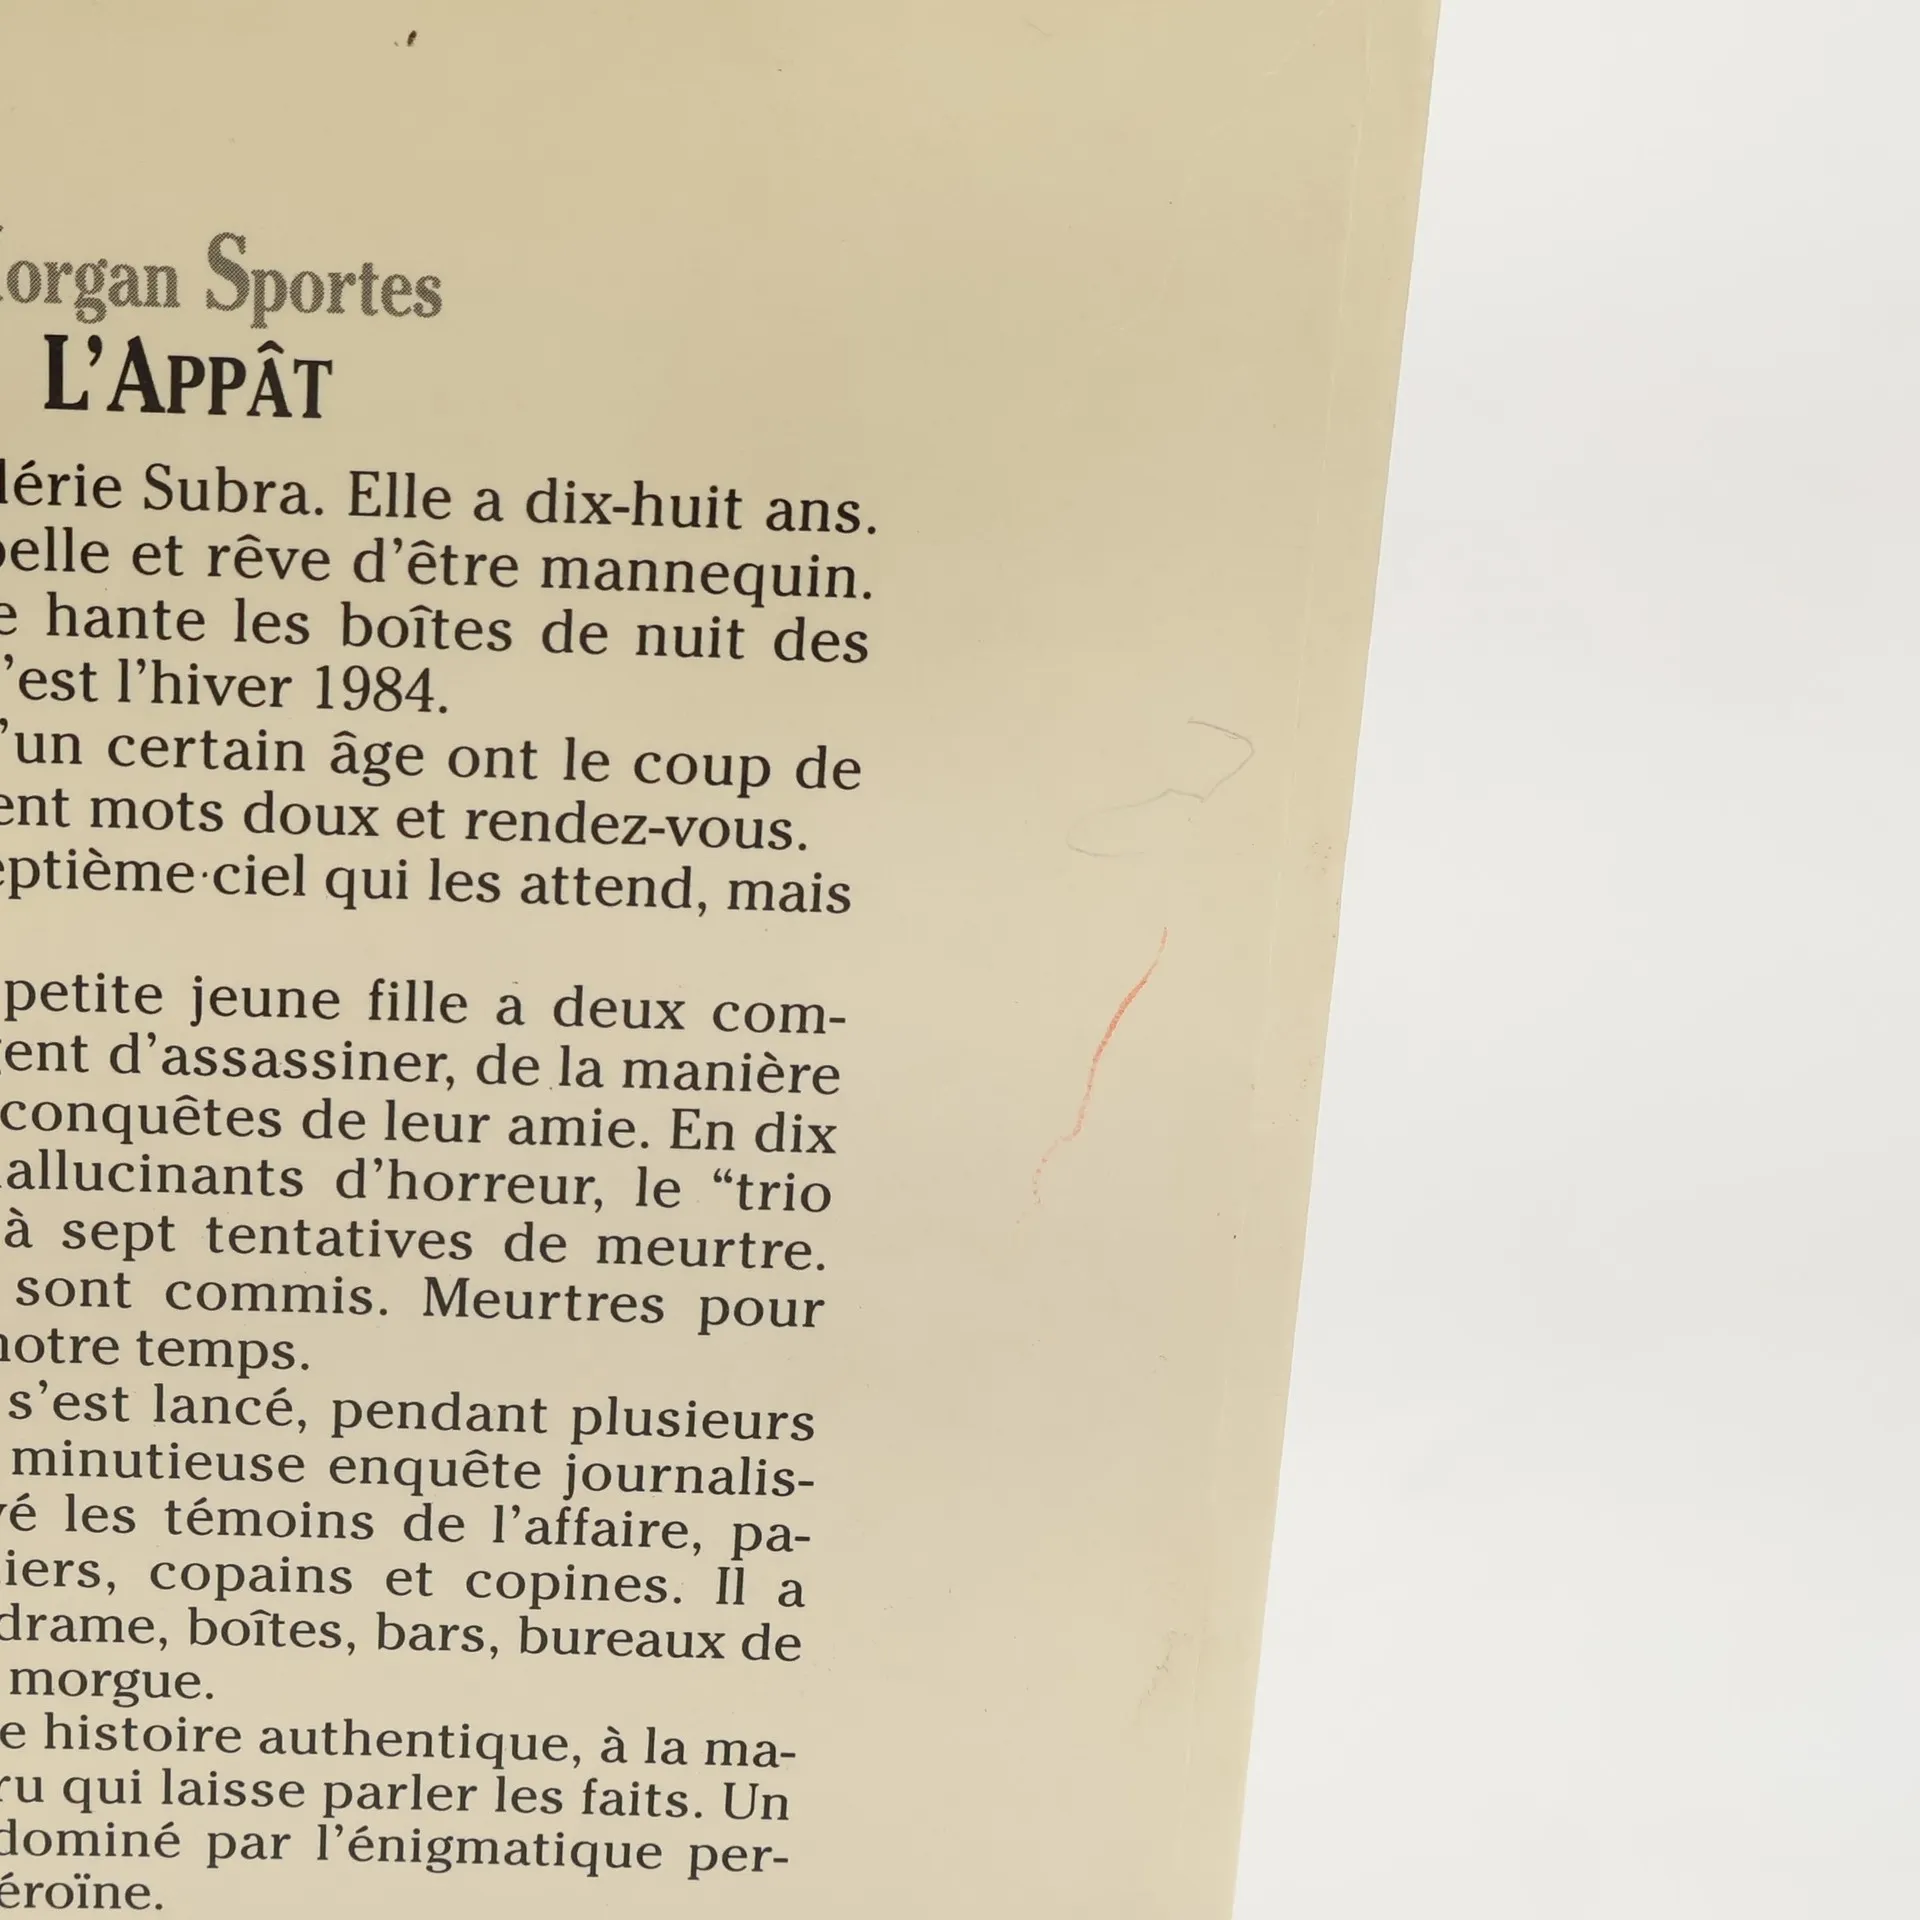 organ Sportes
L'APPÂT
lérie Subra. Elle a dix-huit ans.
belle et rêve d'être mannequin.
e hante les boîtes de nuit des
'est l'hiver 1984.
'un certain âge ont le coup de
ent mots doux et rendez-vous.
eptième ciel qui les attend, mais
petite jeune fille a deux com-
gent d'assassiner, de la manière
conquêtes de leur amie. En dix
allucinants d'horreur, le “trio
à sept tentatives de meurtre.
sont commis. Meurtres pour
notre temps.
s'est lancé, pendant plusieurs
minutieuse enquête journalis-
vé les témoins de l'affaire, pa-
iers, copains et copines. Il a
drame, boîtes, bars, bureaux de
morgue.
e histoire authentique, à la ma-
ru qui laisse parler les faits. Un
dominé par l'énigmatique per-
éroïne.